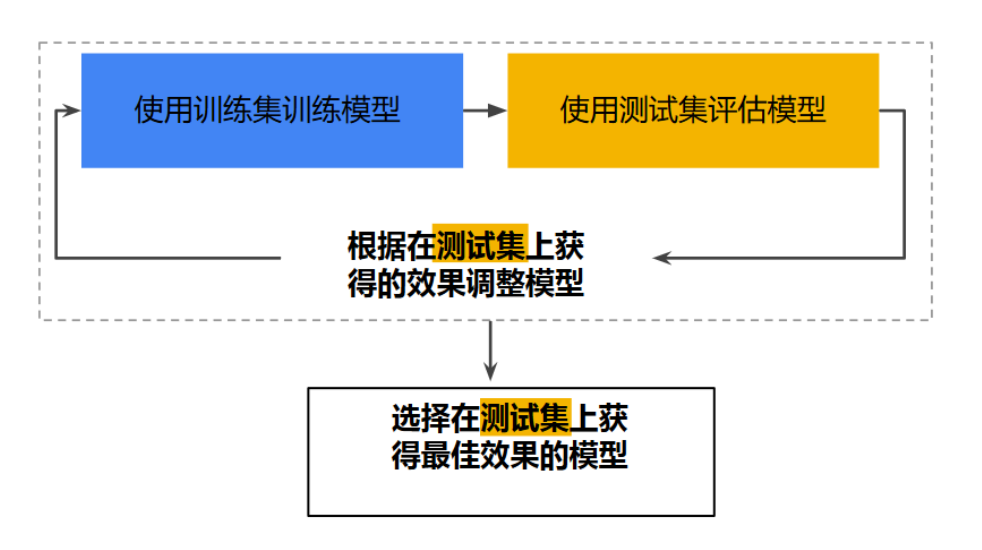 使用训练集训练模型
使用测试集评估模型
根据在测试集上获
得的效果调整模型
选择在测试集上获
得最佳效果的模型